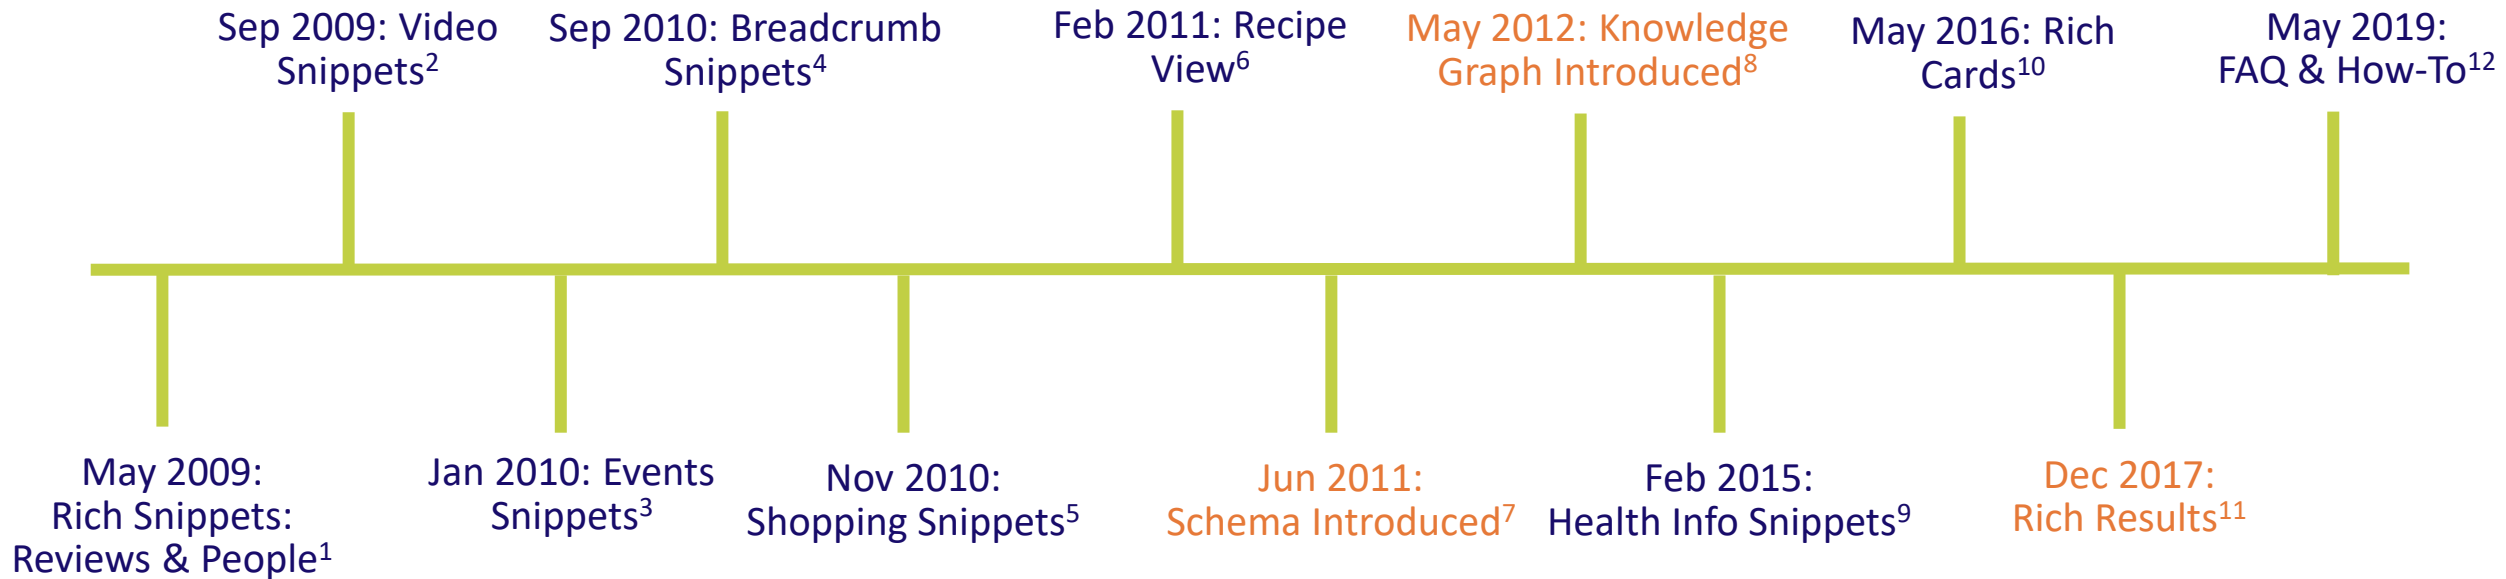 Sep 2009: Video
Snippets²
Sep 2010: Breadcrumb
Snippets⁴
Feb 2011: Recipe
View⁶
May 2012: Knowledge
Graph Introduced⁸
May 2016: Rich
Cards¹⁰
May 2019:
FAQ & How-To¹²
May 2009:
Rich Snippets:
Reviews & People¹
Jan 2010: Events
Snippets³
Nov 2010:
Shopping Snippets⁵
Jun 2011:
Schema Introduced⁷
Feb 2015:
Health Info Snippets⁹
Dec 2017:
Rich Results¹¹